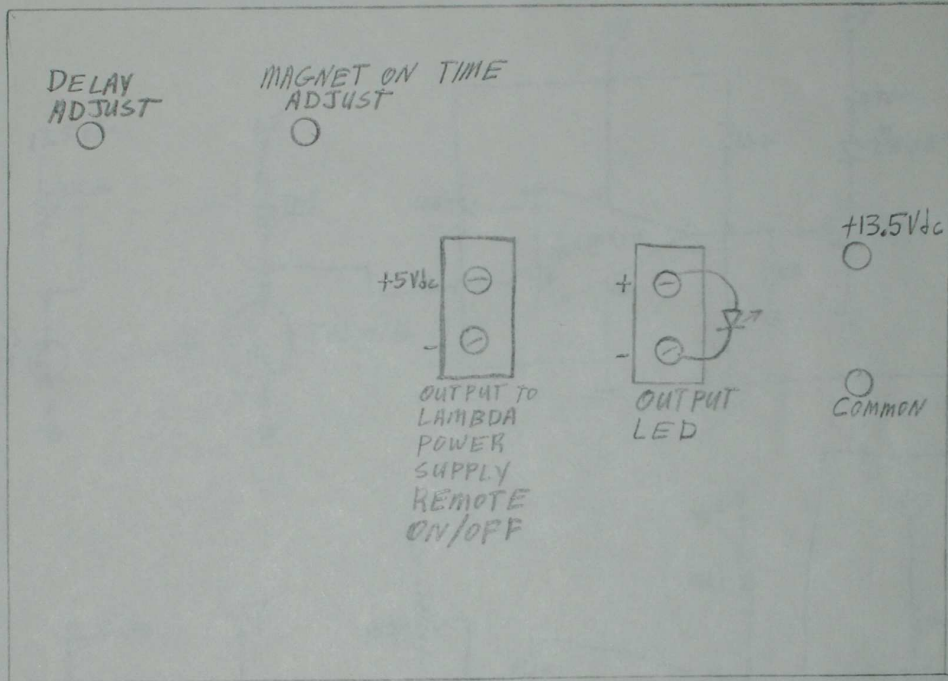 DELAY
ADJUST
MAGNET ON TIME
ADJUST
+13.5Vdc
+5Vdc
-
+
-
OUTPUT TO
LAMBDA
POWER
SUPPLY
REMOTE
ON/OFF
OUTPUT
LED
COMMON